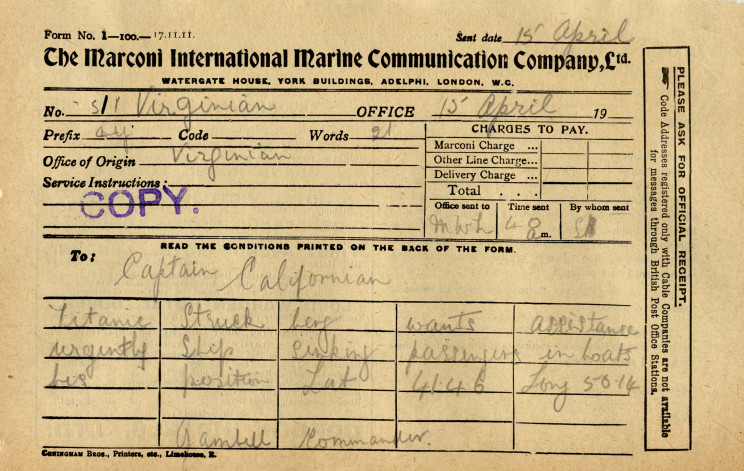 Form No. 1—100.—17.11.11. Sent date 15 April
The Marconi International Marine Communication Company, Ltd.
WATERGATE HOUSE, YORK BUILDINGS, ADELPHI, LONDON, W.C.
No. s/1 Virginian OFFICE 15 April 19
Prefix Code Words 21
Office of Origin Virginian
Service Instructions:
COPY.
CHARGES TO PAY.
Marconi Charge ...
Other Line Charge...
Delivery Charge ...
Total . . .
Office sent to Time sent By whom sent
MWL 4 0 a.m.
READ THE CONDITIONS PRINTED ON THE BACK OF THE FORM.
To: Captain Californian
Titanic Struck berg wants assistance
urgently Ship sinking passengers in boats
his position Lat 41.46 Long 50.14
Gambell Commander.
CONINGHAM BROS., Printers, etc., Limehouse, E.
PLEASE ASK FOR OFFICIAL RECEIPT.
Code Addresses registered only with Cable Companies are not available
for messages through British Post Office Stations.